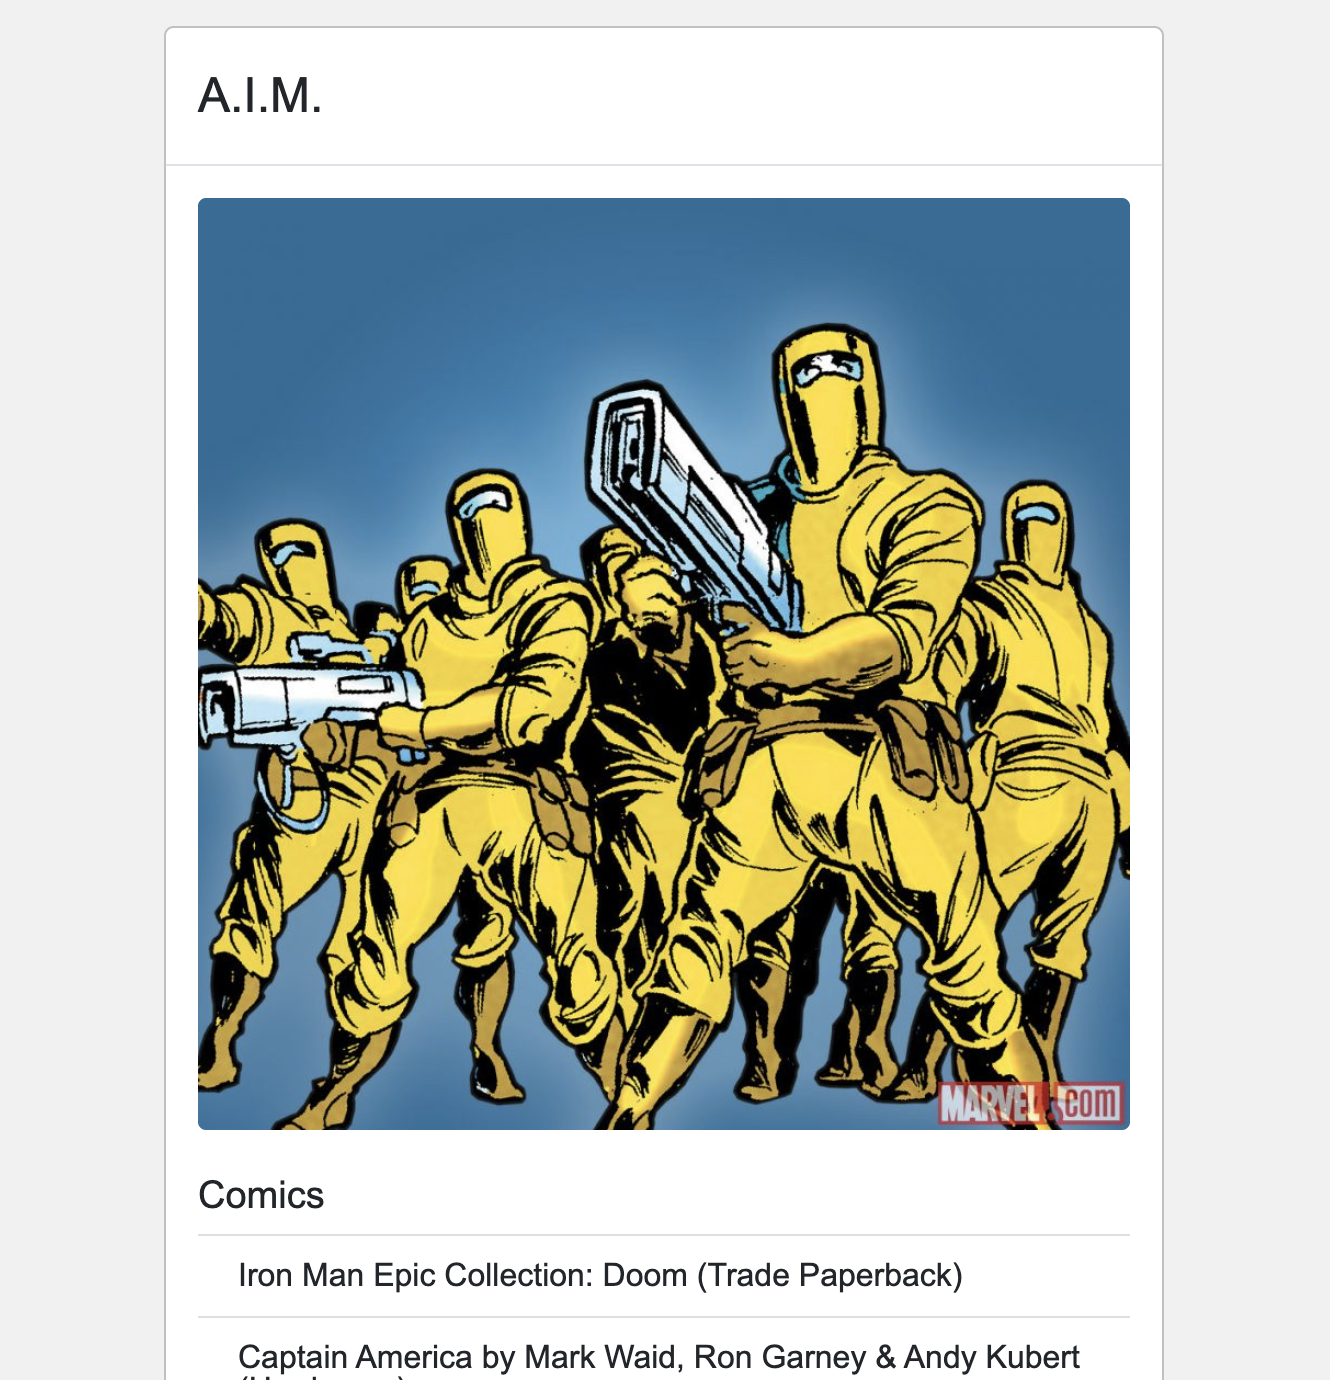 A.I.M.
MARVEL.com
Comics
Iron Man Epic Collection: Doom (Trade Paperback)
Captain America by Mark Waid, Ron Garney & Andy Kubert